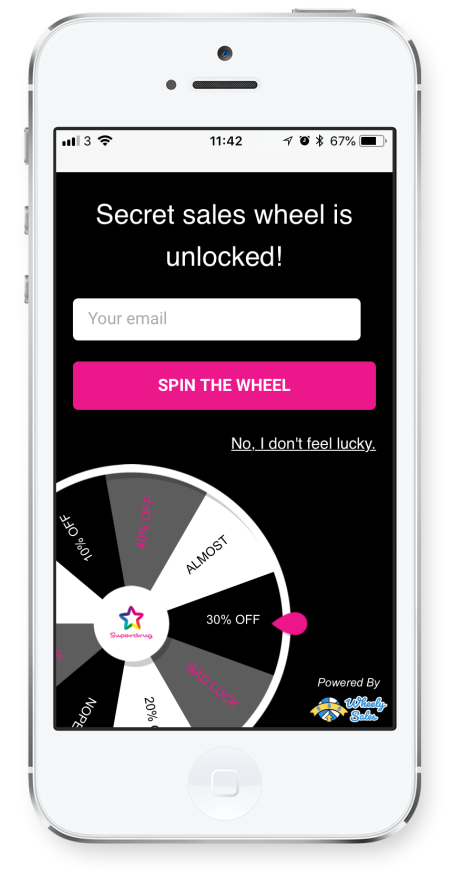 3 11:42 67%
Secret sales wheel is
unlocked!
Your email
SPIN THE WHEEL
No, I don't feel lucky.
10% OFF
40% OFF
ALMOST
30% OFF
BAD LUCK
20%
NOPE
Superdrug
Powered By
Wheely
Sales